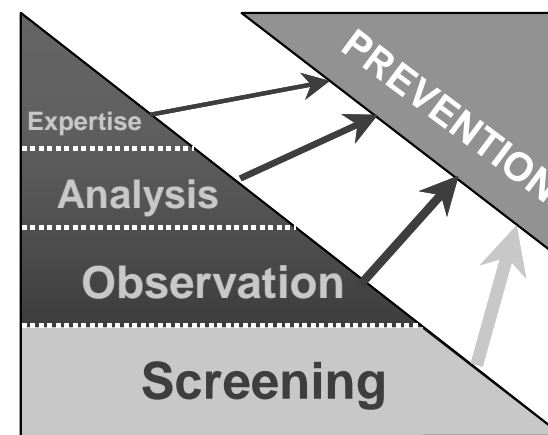 PREVENTION
Expertise
Analysis
Observation
Screening